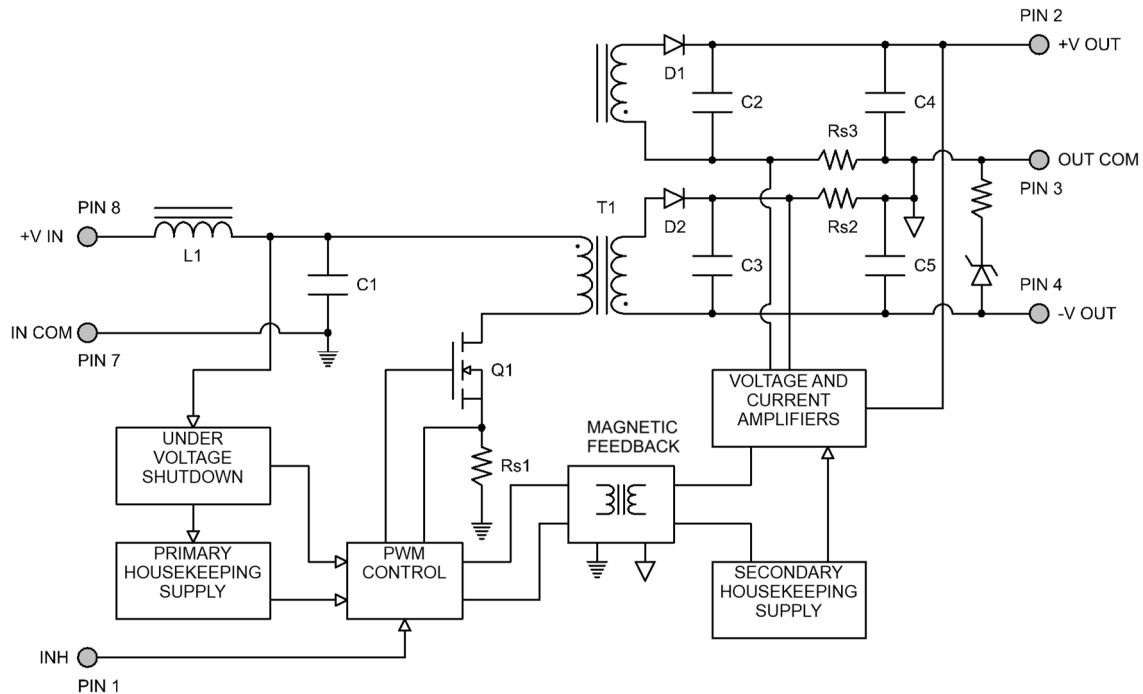 PIN 2
+V OUT
D1
C2
C4
Rs3
OUT COM
PIN 3
PIN 8
T1
+V IN
L1
D2
Rs2
C1
C3
C5
PIN 4
-V OUT
IN COM
PIN 7
Q1
VOLTAGE AND
CURRENT
AMPLIFIERS
MAGNETIC
FEEDBACK
UNDER
VOLTAGE
SHUTDOWN
Rs1
PRIMARY
HOUSEKEEPING
SUPPLY
PWM
CONTROL
SECONDARY
HOUSEKEEPING
SUPPLY
INH
PIN 1